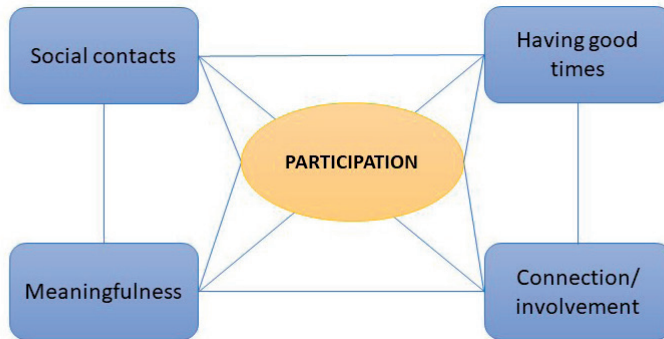 Social contacts
Having good
times
PARTICIPATION
Meaningfulness
Connection/
involvement